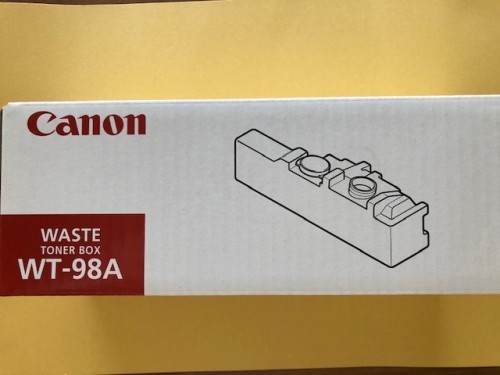 Canon
WASTE
TONER BOX
WT-98A